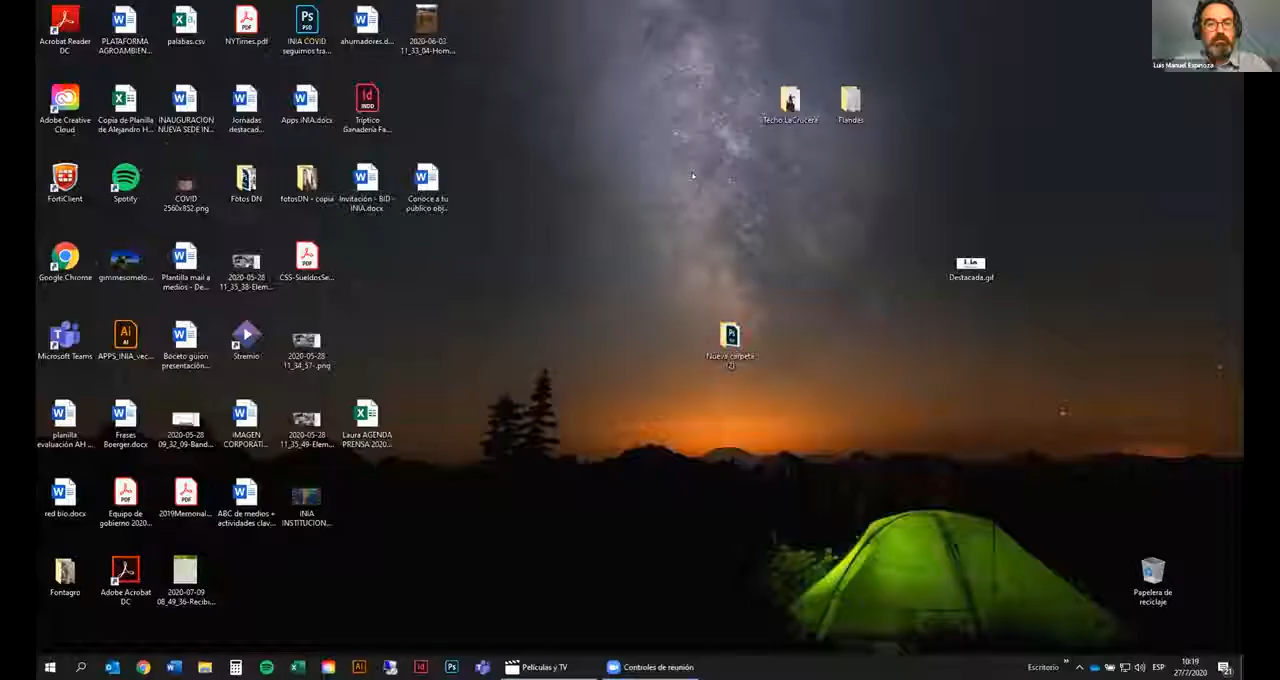 Luis Manuel Espinoza
Acrobat Reader
DC
PLATAFORMA
AGROAMBIEN...
palabas.csv
NYTimes.pdf
INIA COVID
seguimos tra...
ahumadores.d...
2020-06-03
11_33_04-Hom...
Adobe Creative
Cloud
Copia de Planilla
de Alejandro H...
INAUGURACION
NUEVA SEDE IN...
Jornadas
destacad...
Apps INIA.docx
Tríptico
Ganadería Fa...
Techo LaCrucera
Flandes
FortiClient
Spotify
COVID
2560x832.png
Fotos DN
fotosDN - copia
Invitación - BID -
INIA.docx
Conoce a tu
público obj...
Google Chrome
gimmesomelo...
Plantilla mail a
medios - De...
2020-05-28
11_35_38-Elem...
CSS-SueldosSe...
Destacada.gif
Microsoft Teams
APPS_INIA_vec...
Boceto guion
presentación...
Stremio
2020-05-28
11_34_57-.png
Nueva carpeta
(2)
planilla
evaluación AH ...
Frases
Boerger.docx
2020-05-28
09_32_09-Band...
IMAGEN
CORPORATI...
2020-05-28
11_35_49-Elem...
Laura AGENDA
PRENSA 2020...
red bio.docx
Equipo de
gobierno 2020...
2019Memorial...
ABC de medios +
actividades clav...
INIA
INSTITUCION...
Fontagro
Adobe Acrobat
DC
2020-07-09
08_49_36-Recibi...
Papelera de
reciclaje
Películas y TV
Controles de reunión
Escritorio
ESP
10:19
27/7/2020
21